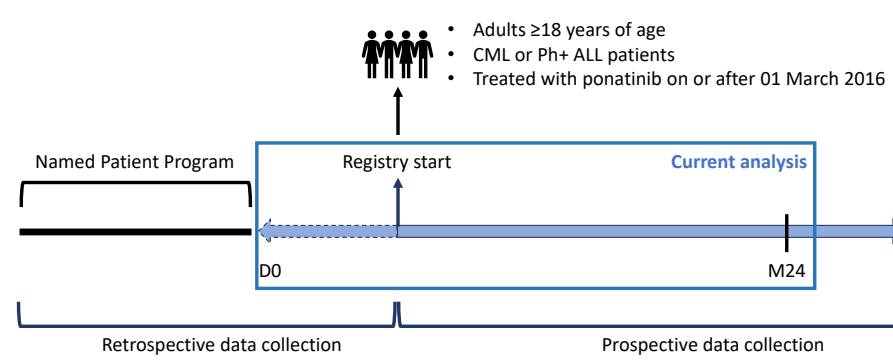 • Adults ≥18 years of age
• CML or Ph+ ALL patients
• Treated with ponatinib on or after 01 March 2016
Named Patient Program
Registry start
Current analysis
D0
M24
Retrospective data collection
Prospective data collection